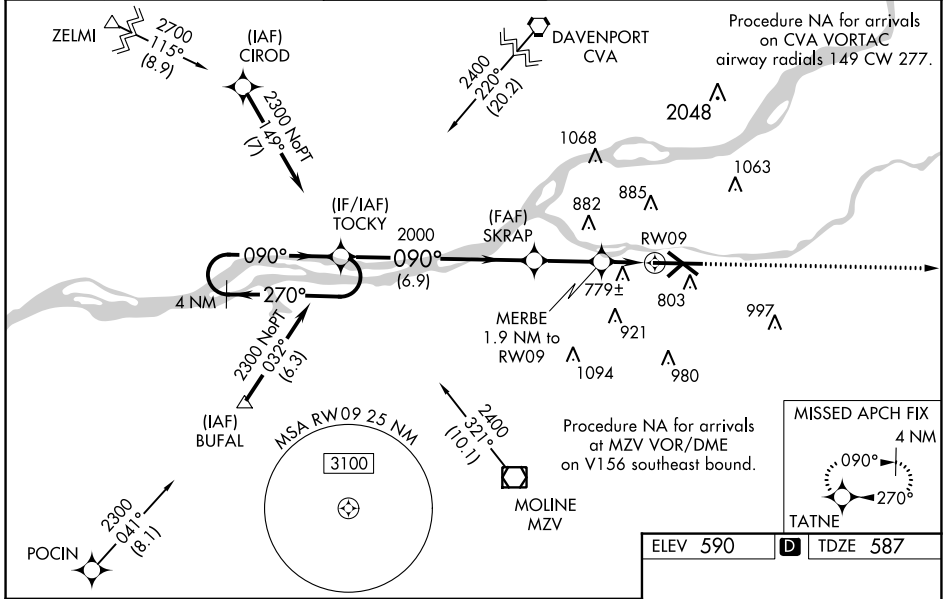 ZELMI
2700
115°
(8.9)
(IAF)
CIROD
2300 NoPT
149°
(7)
DAVENPORT
CVA
2400
220°
(20.2)
Procedure NA for arrivals
on CVA VORTAC
airway radials 149 CW 277.
2048
1068
1063
882
885
(IF/IAF)
TOCKY
2000
090°
(6.9)
(FAF)
SKRAP
RW09
090°
270°
4 NM
779±
803
997
MERBE
1.9 NM to
RW09
921
1094
980
2300 NoPT
032°
(6.3)
(IAF)
BUFAL
MSA RW09 25 NM
3100
2400
321°
(10.1)
MOLINE
MZV
Procedure NA for arrivals
at MZV VOR/DME
on V156 southeast bound.
MISSED APCH FIX
4 NM
090°
270°
TATNE
POCIN
2300
041°
(8.1)
ELEV 590 D TDZE 587